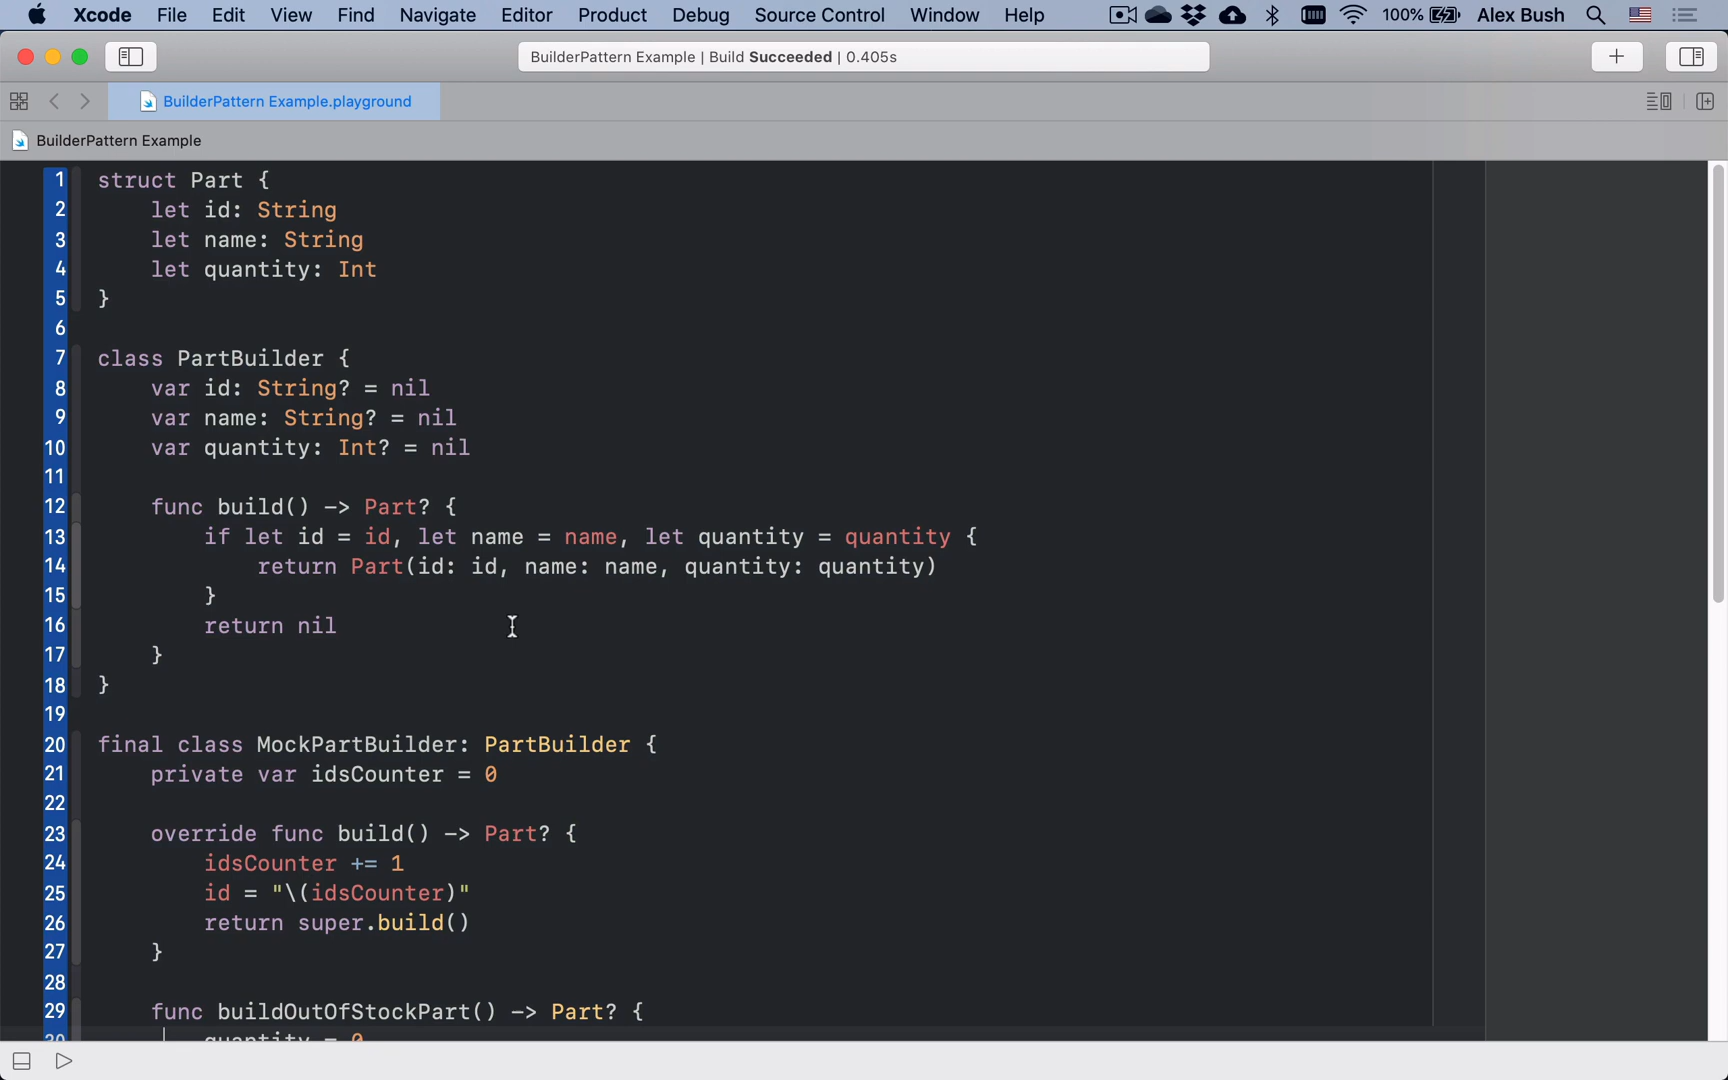 Xcode File Edit View Find Navigate Editor Product Debug Source Control Window Help 100% Alex Bush
BuilderPattern Example | Build Succeeded | 0.405s
BuilderPattern Example.playground
BuilderPattern Example
1 struct Part {
2 let id: String
3 let name: String
4 let quantity: Int
5 }
6
7 class PartBuilder {
8 var id: String? = nil
9 var name: String? = nil
10 var quantity: Int? = nil
11
12 func build() -> Part? {
13 if let id = id, let name = name, let quantity = quantity {
14 return Part(id: id, name: name, quantity: quantity)
15 }
16 return nil
17 }
18 }
19
20 final class MockPartBuilder: PartBuilder {
21 private var idsCounter = 0
22
23 override func build() -> Part? {
24 idsCounter += 1
25 id = "\(idsCounter)"
26 return super.build()
27 }
28
29 func buildOutOfStockPart() -> Part? {
30 quantity = 0